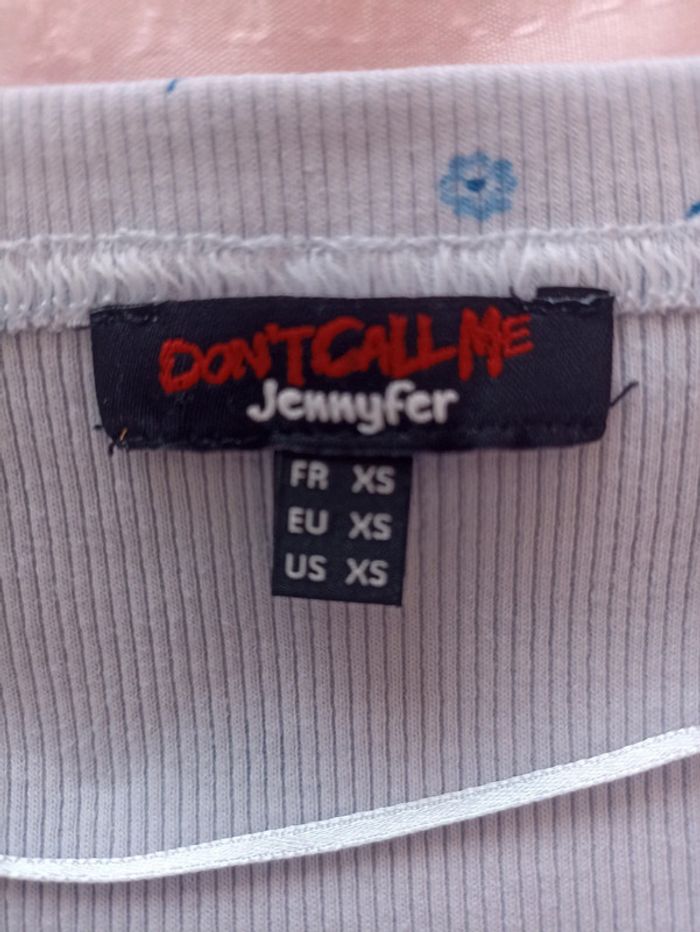 DON'T CALL ME
Jennyfer
FR XS
EU XS
US XS